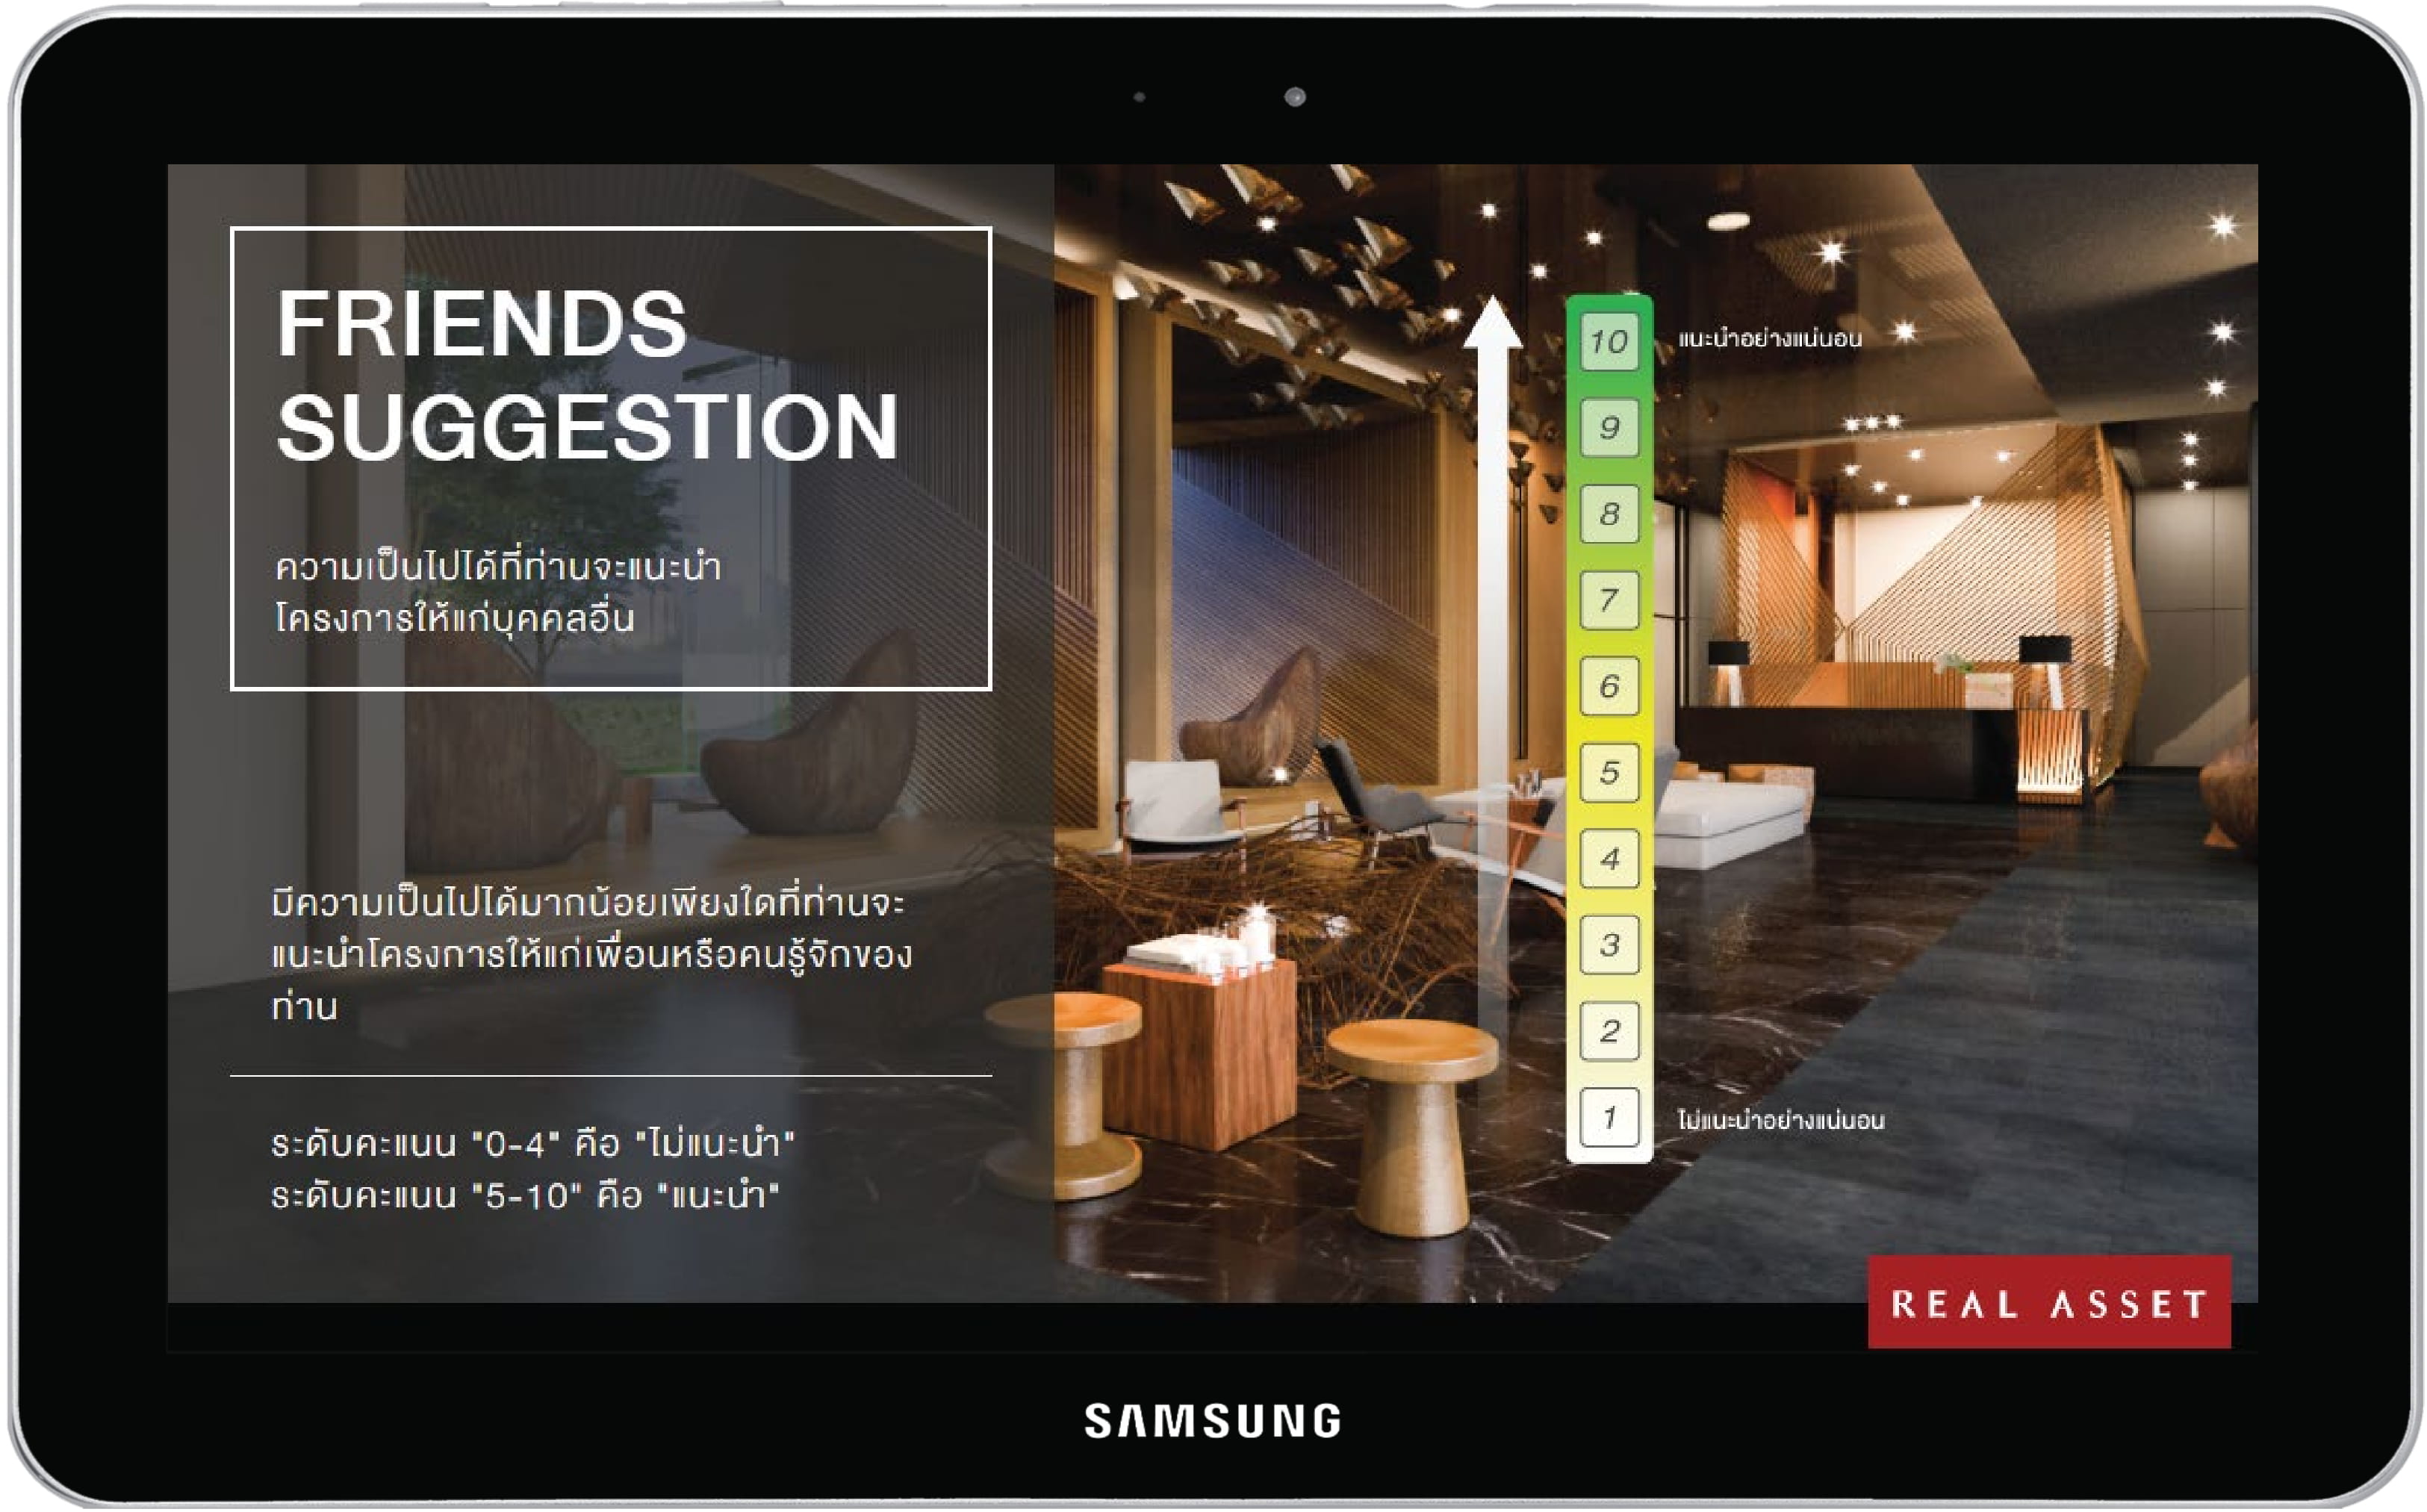 FRIENDS
SUGGESTION
ความเป็นไปได้ที่ท่านจะแนะนำ
โครงการให้แก่บุคคลอื่น
มีความเป็นไปได้มากน้อยเพียงใดที่ท่านจะ
แนะนำโครงการให้แก่เพื่อนหรือคนรู้จักของ
ท่าน
ระดับคะแนน "0-4" คือ "ไม่แนะนำ"
ระดับคะแนน "5-10" คือ "แนะนำ"
10 แนะนำอย่างแน่นอน
9
8
7
6
5
4
3
2
1 ไม่แนะนำอย่างแน่นอน
REAL ASSET
SAMSUNG